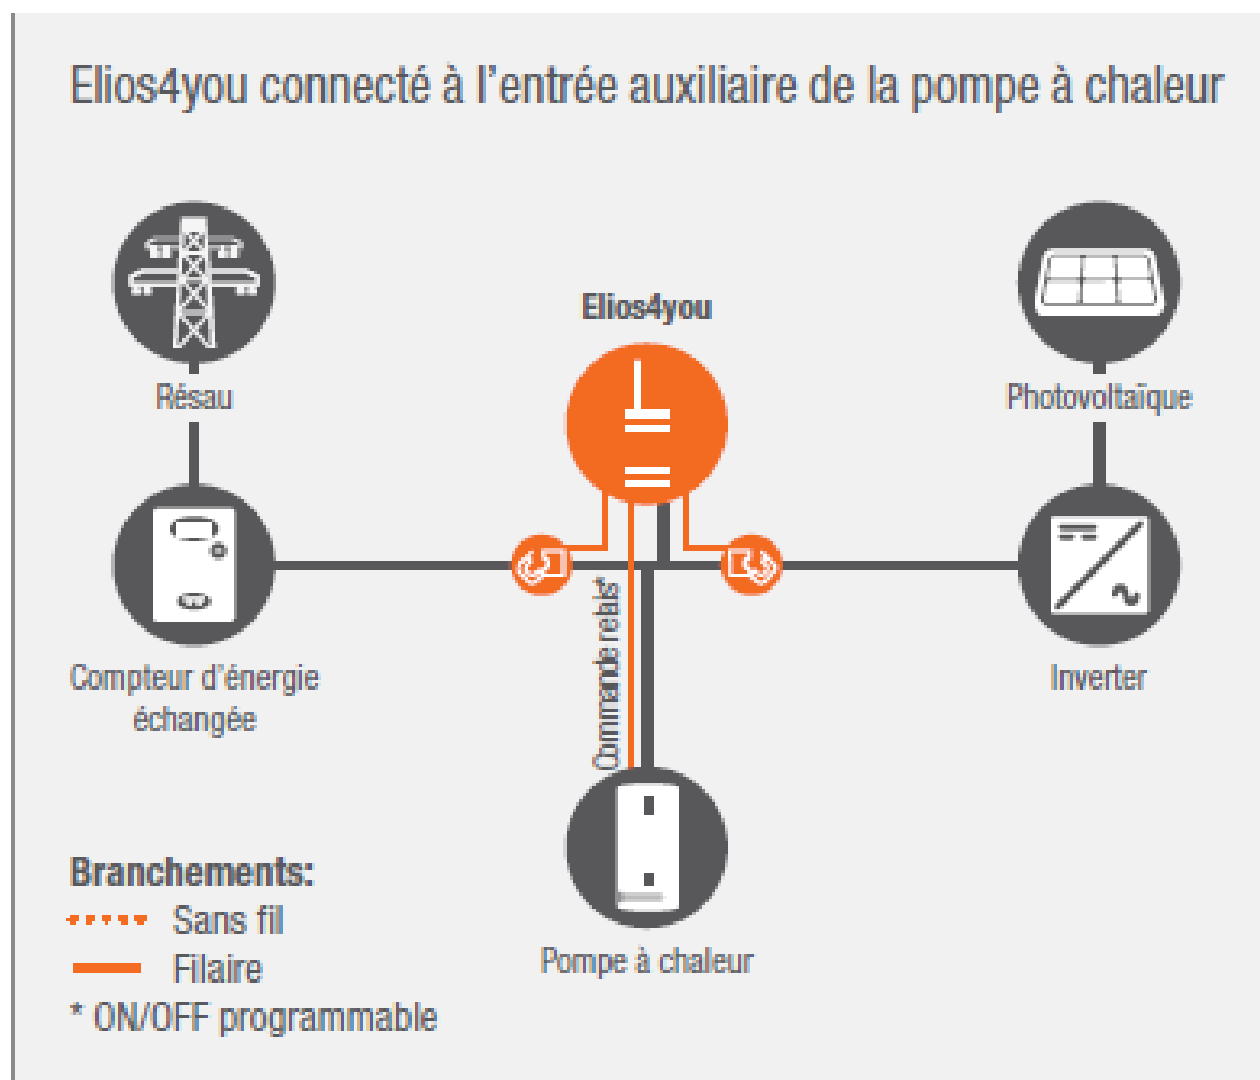 Elios4you connecté à l'entrée auxiliaire de la pompe à chaleur
Elios4you
Résau
Photovoltaïque
Compteur d'énergie
échangée
Inverter
Commande relais*
Pompe à chaleur
Branchements:
Sans fil
Filaire
* ON/OFF programmable